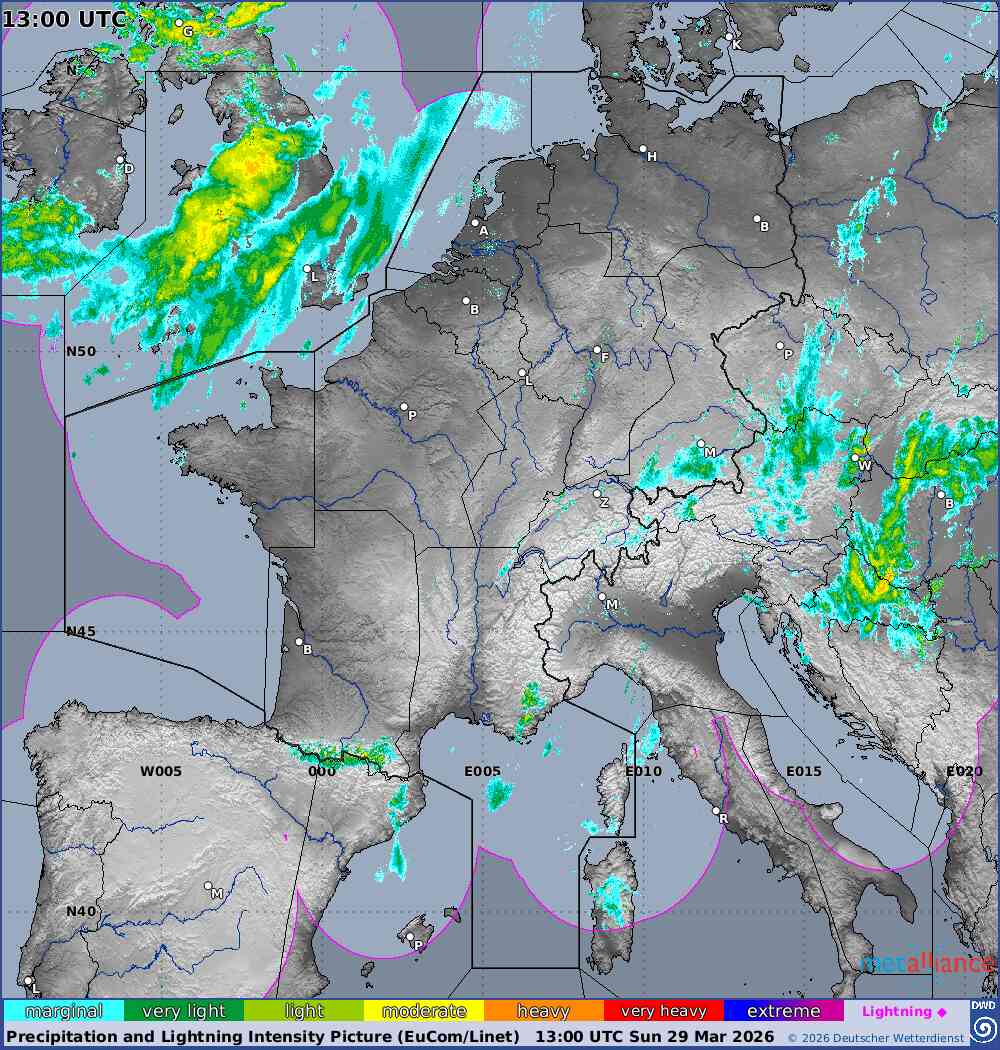 13:00 UTC
G
K
N
D
H
B
A
L
B
N50
P
F
L
P
M
W
Z
B
M
N45
B
W005
000
E005
E010
E015
E020
R
M
N40
P
L
metalliance
marginal
very light
light
moderate
heavy
very heavy
extreme
Lightning ◆
DWD
Precipitation and Lightning Intensity Picture (EuCom/Linet) 13:00 UTC Sun 29 Mar 2026 © 2026 Deutscher Wetterdienst